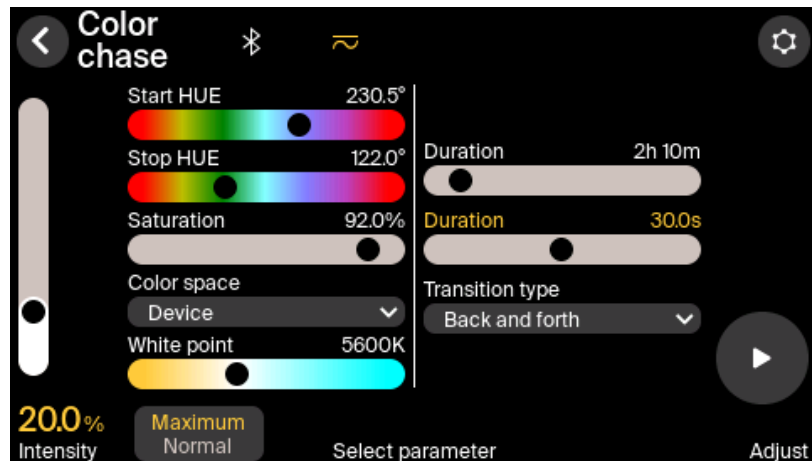 Color
chase
Start HUE 230.5°
Stop HUE 122.0°
Saturation 92.0%
Color space
Device
White point 5600K
Duration 2h 10m
Duration 30.0s
Transition type
Back and forth
20.0%
Intensity
Maximum
Normal
Select parameter
Adjust